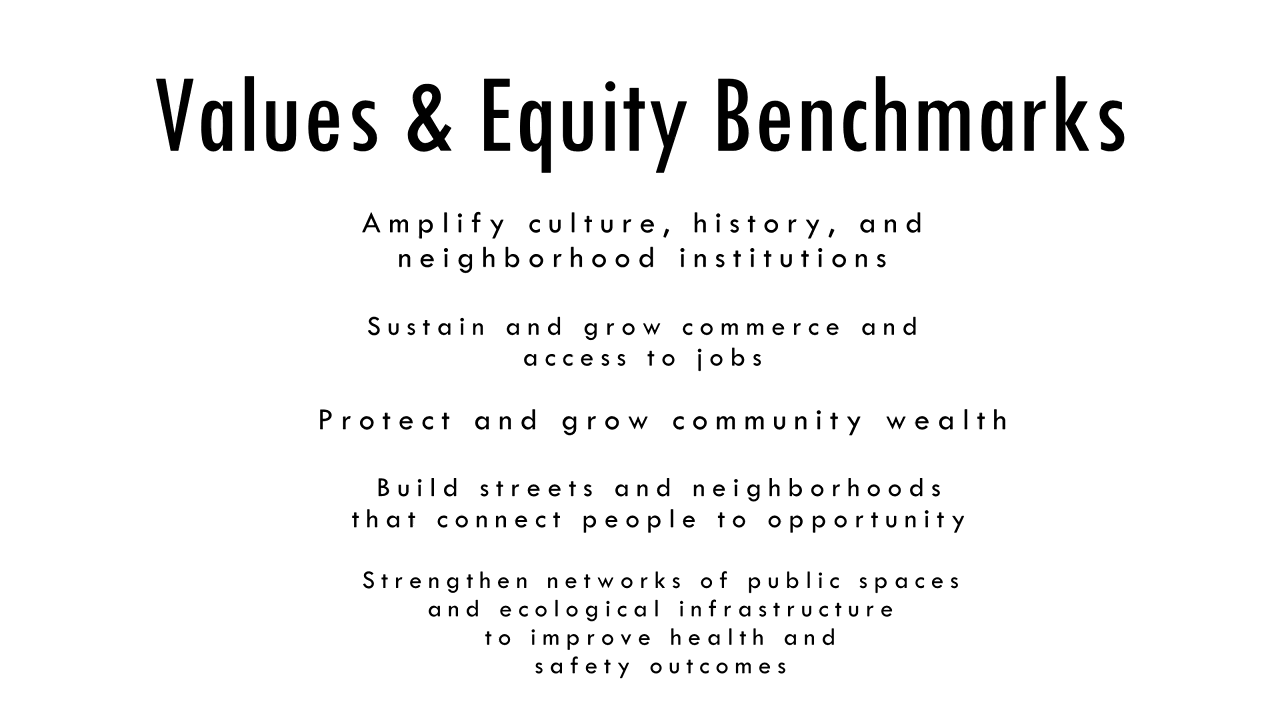 Values & Equity Benchmarks
Amplify culture, history, and
neighborhood institutions
Sustain and grow commerce and
access to jobs
Protect and grow community wealth
Build streets and neighborhoods
that connect people to opportunity
Strengthen networks of public spaces
and ecological infrastructure
to improve health and
safety outcomes